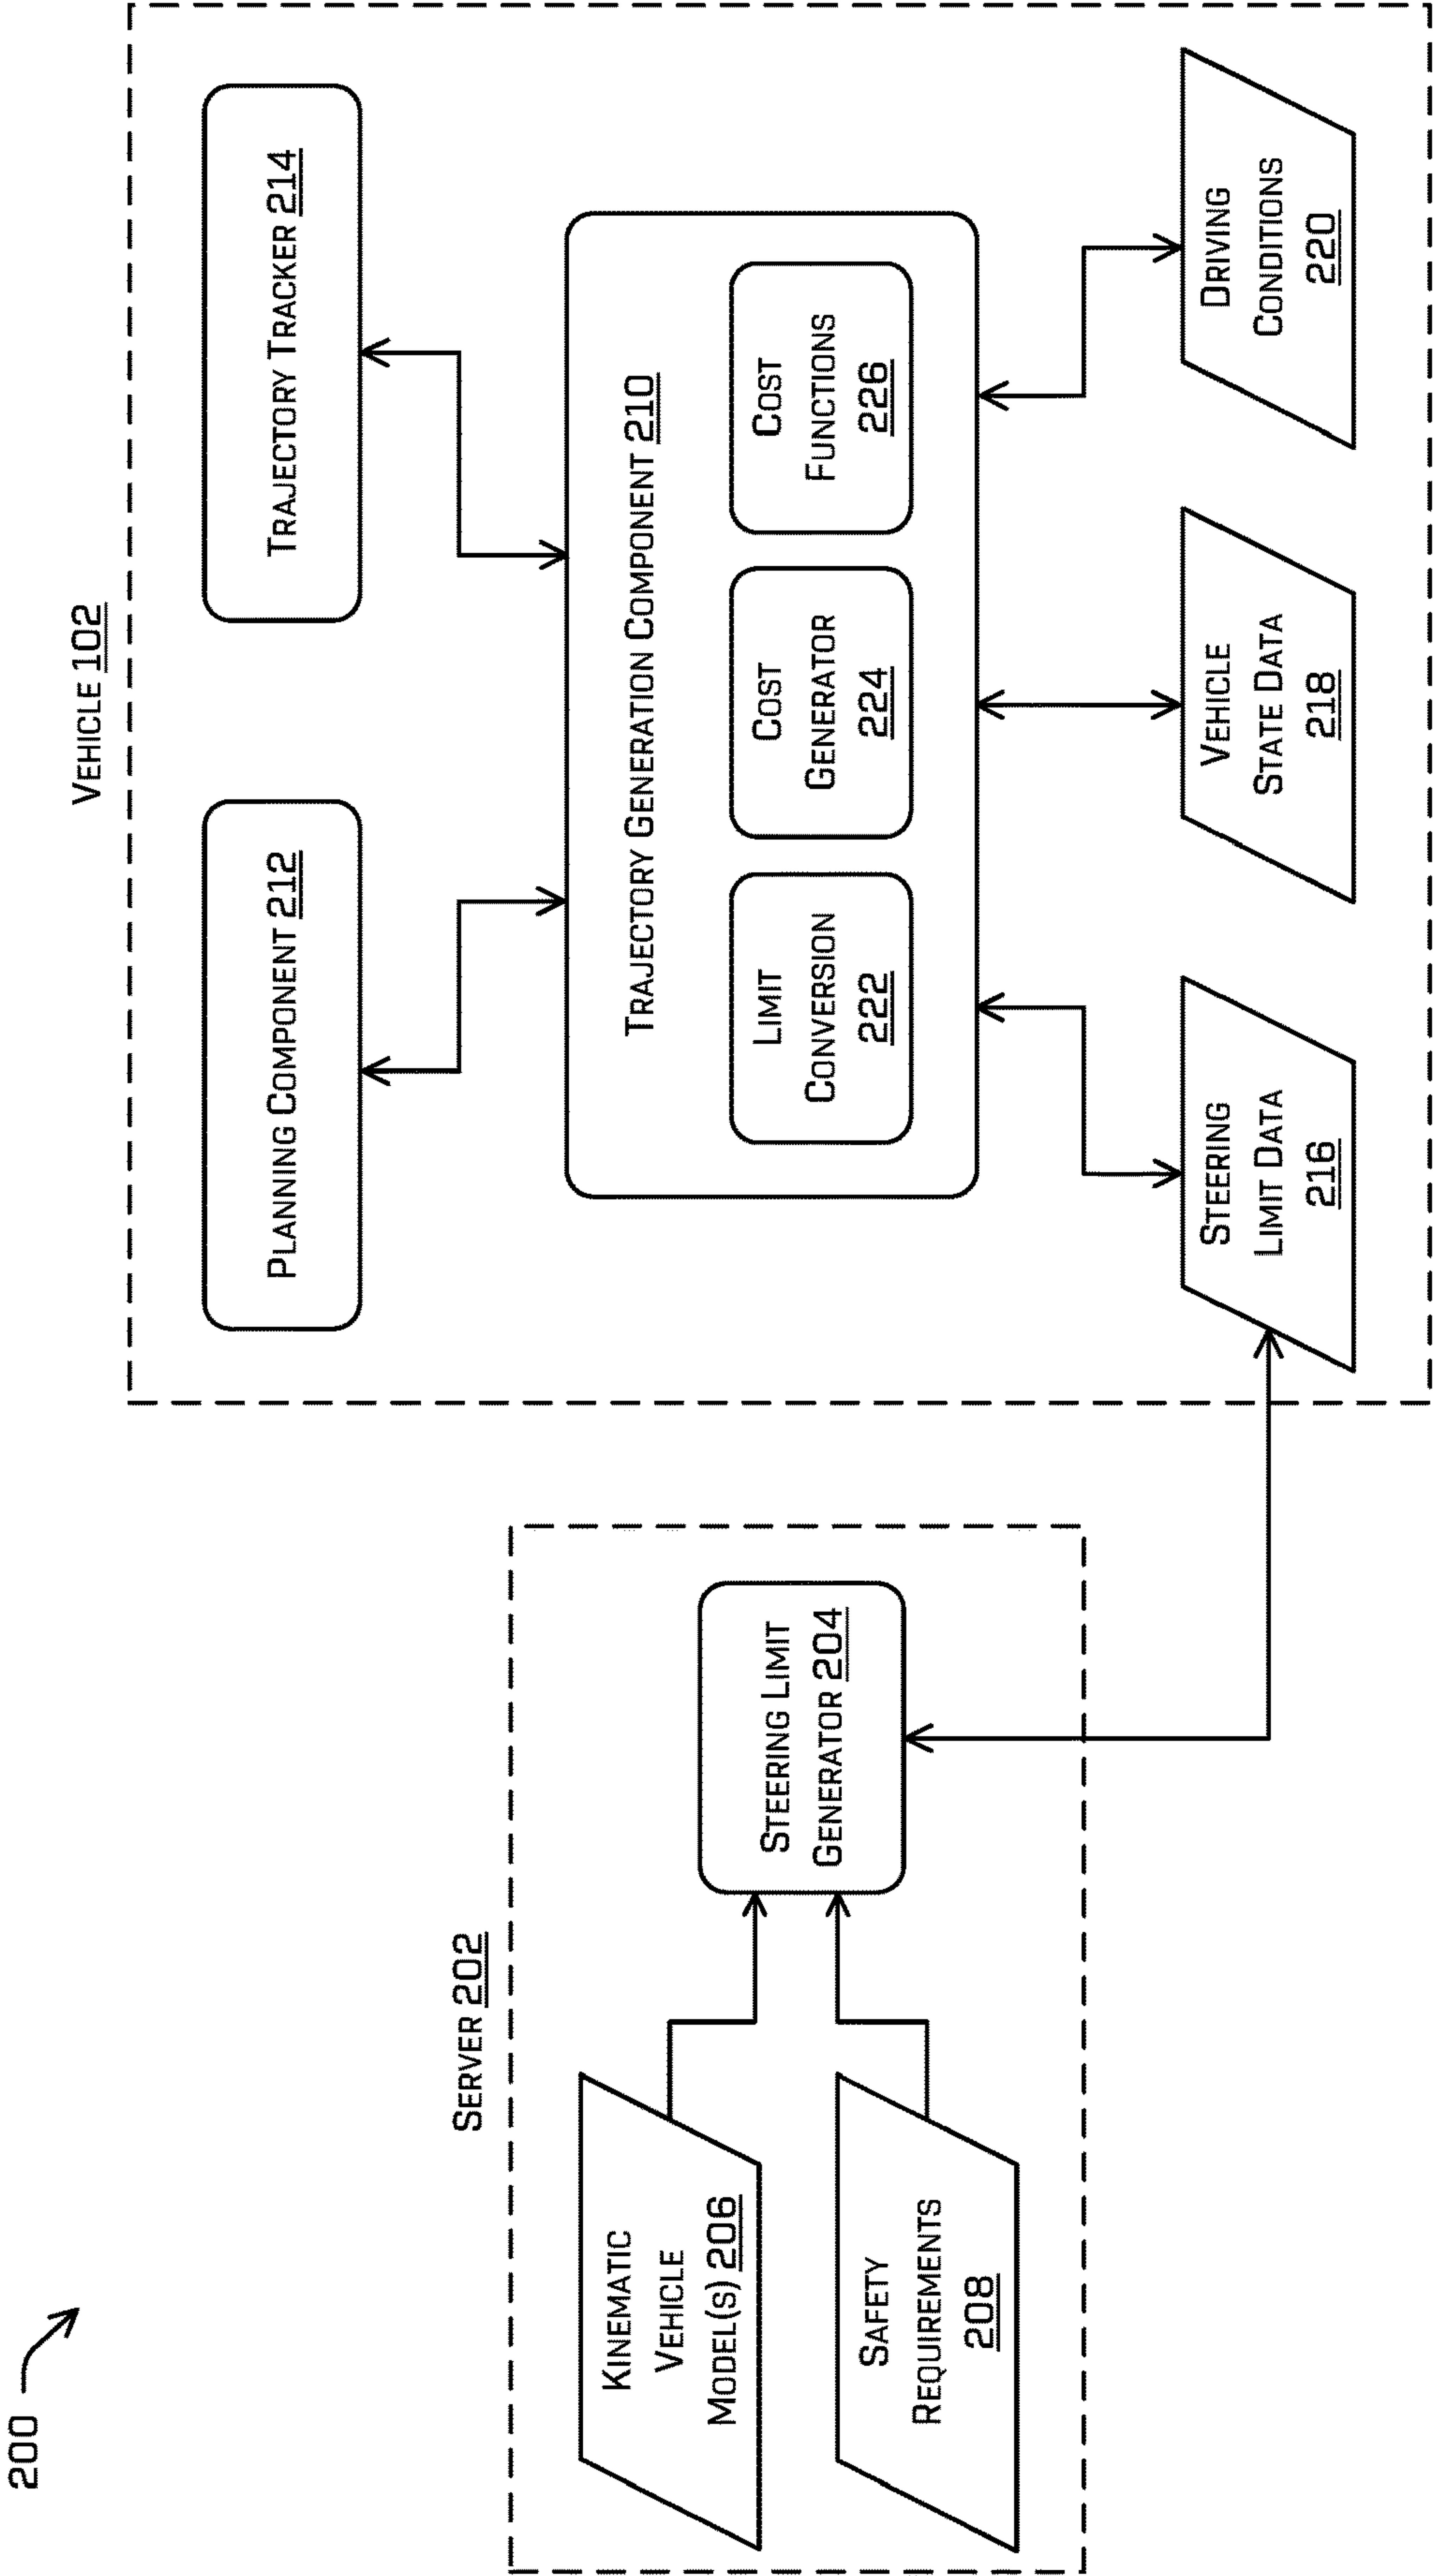 200
SERVER 202
KINEMATIC
VEHICLE
MODEL(S) 206
SAFETY
REQUIREMENTS
208
STEERING LIMIT
GENERATOR 204
VEHICLE 102
PLANNING COMPONENT 212
TRAJECTORY TRACKER 214
TRAJECTORY GENERATION COMPONENT 210
LIMIT
CONVERSION
222
COST
GENERATOR
224
COST
FUNCTIONS
226
STEERING
LIMIT DATA
216
VEHICLE
STATE DATA
218
DRIVING
CONDITIONS
220